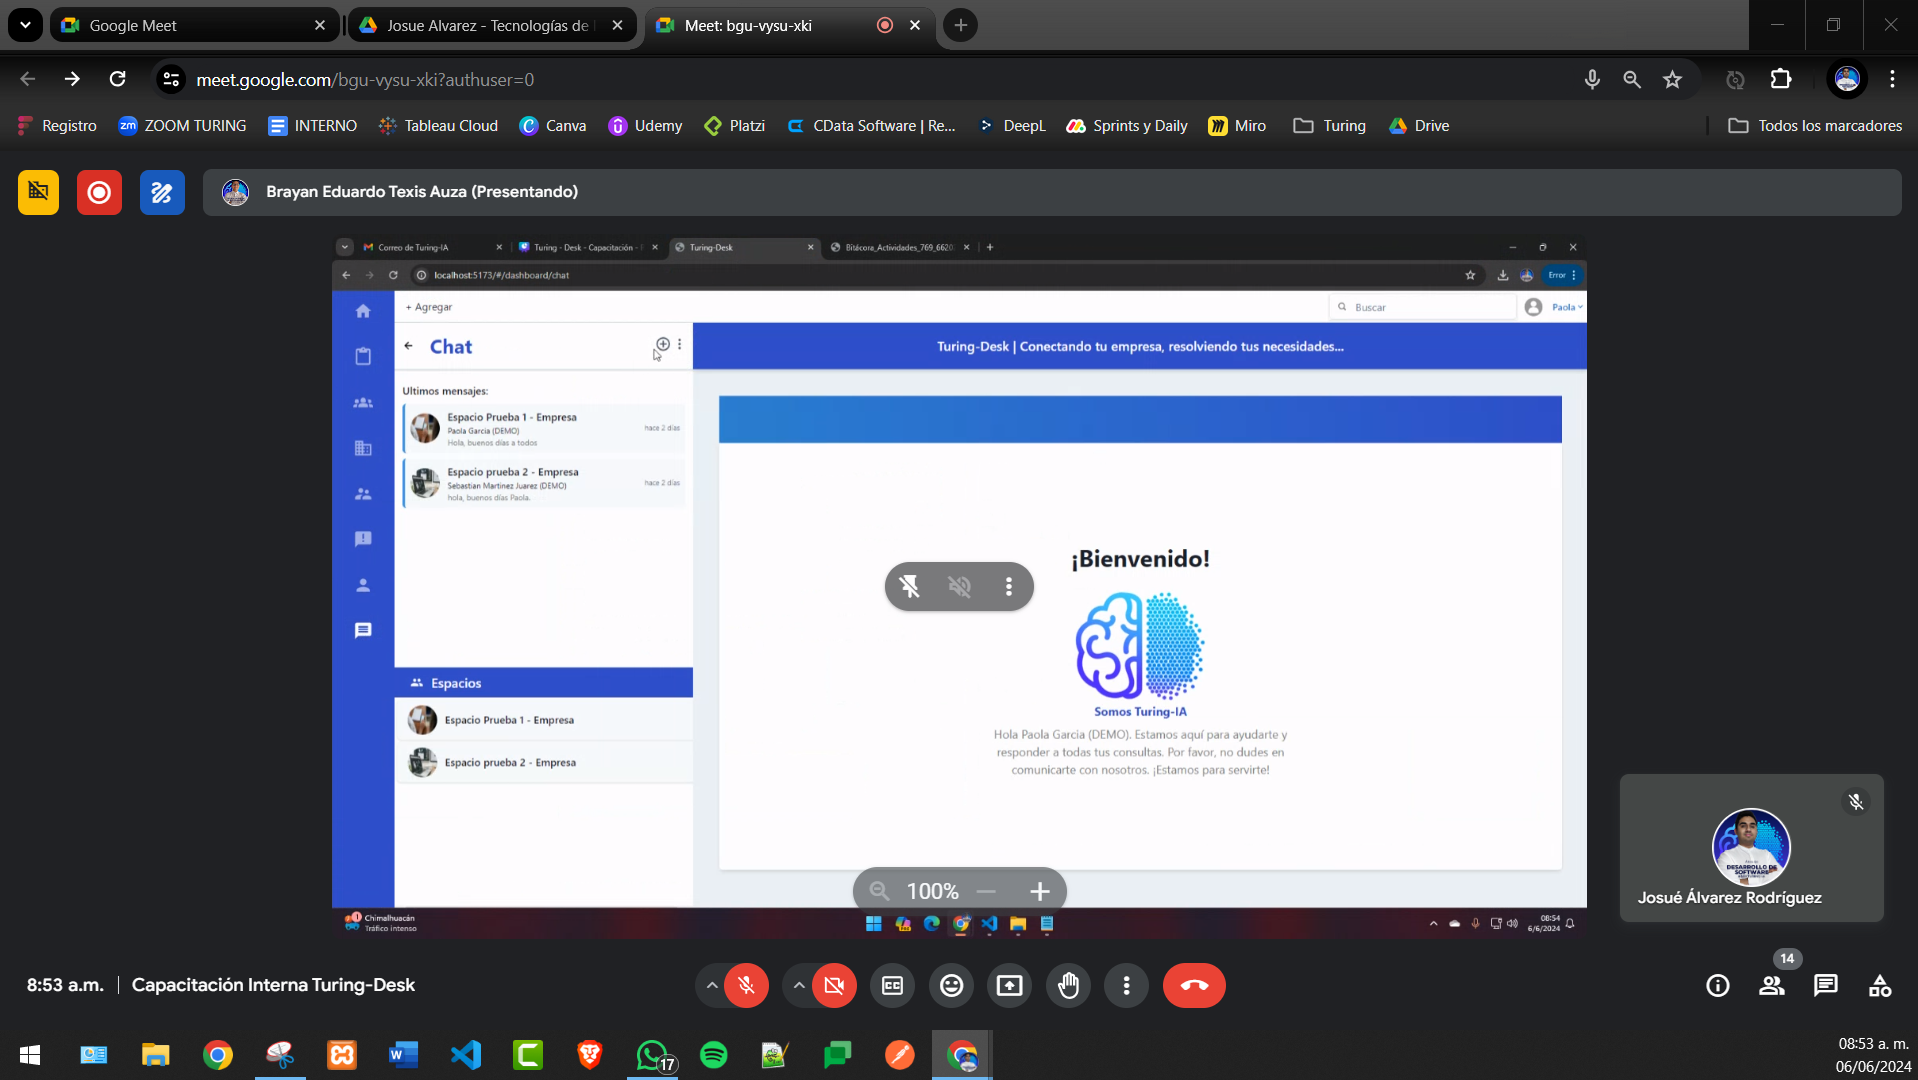 Google Meet
Josue Alvarez - Tecnologías de
Meet: bgu-vysu-xki
meet.google.com/bgu-vysu-xki?authuser=0
Registro
ZOOM TURING
INTERNO
Tableau Cloud
Canva
Udemy
Platzi
CData Software | Re...
DeepL
Sprints y Daily
Miro
Turing
Drive
Todos los marcadores
Brayan Eduardo Texis Auza (Presentando)
Correo de Turing-IA
Turing - Desk - Capacitación -
Turing-Desk
Bitácora_Actividades_769_6620
localhost:5173/#/dashboard/chat
Error
+ Agregar
Buscar
Paola
Chat
Turing-Desk | Conectando tu empresa, resolviendo tus necesidades...
Ultimos mensajes:
Espacio Prueba 1 - Empresa
Paola Garcia (DEMO)
Hola, buenos días a todos
hace 2 días
Espacio prueba 2 - Empresa
Sebastian Martinez Juarez (DEMO)
hola, buenos días Paola.
hace 2 días
¡Bienvenido!
Somos Turing-IA
Hola Paola Garcia (DEMO). Estamos aquí para ayudarte y
responder a todas tus consultas. Por favor, no dudes en
comunicarte con nosotros. ¡Estamos para servirte!
Espacios
Espacio Prueba 1 - Empresa
Espacio prueba 2 - Empresa
100%
DESARROLLO DE
SOFTWARE
Josué Álvarez Rodríguez
1
Chimalhuacán
Tráfico intenso
08:54
6/6/2024
8:53 a.m.
Capacitación Interna Turing-Desk
14
17
08:53 a. m.
06/06/2024